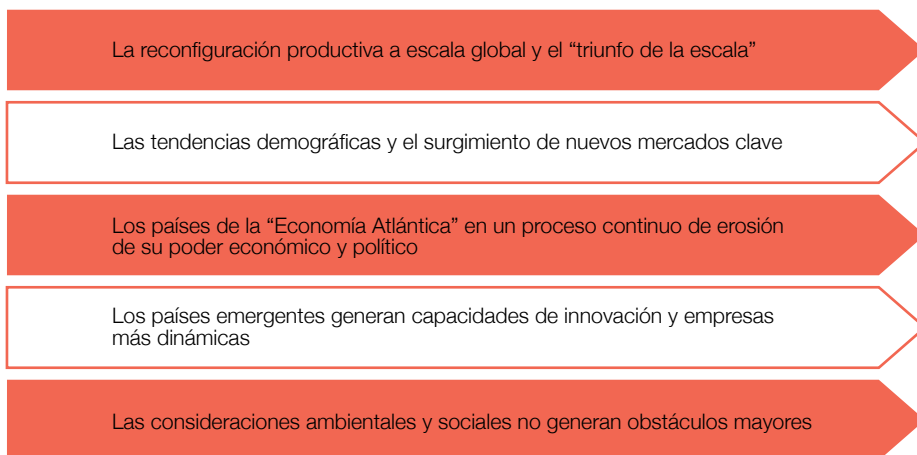 La reconfiguración productiva a escala global y el “triunfo de la escala”
Las tendencias demográficas y el surgimiento de nuevos mercados clave
Los países de la “Economía Atlántica” en un proceso continuo de erosión
de su poder económico y político
Los países emergentes generan capacidades de innovación y empresas
más dinámicas
Las consideraciones ambientales y sociales no generan obstáculos mayores